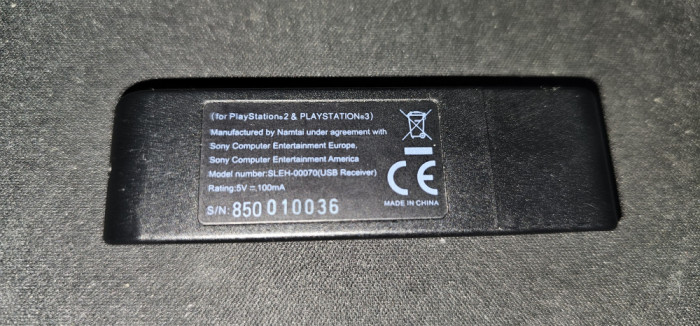 (for PlayStation®2 & PLAYSTATION®3)
Manufactured by Namtai under agreement with
Sony Computer Entertainment Europe,
Sony Computer Entertainment America
Model number:SLEH-00070(USB Receiver)
Rating:5V ⎓ 100mA
S/N: 850 010036
CE
MADE IN CHINA